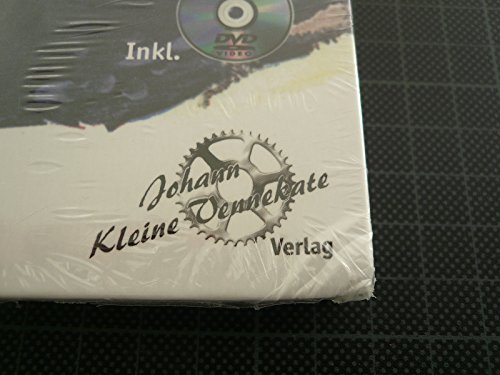 Inkl.
DVD
VIDEO
Johann
Kleine Vennekate
Verlag